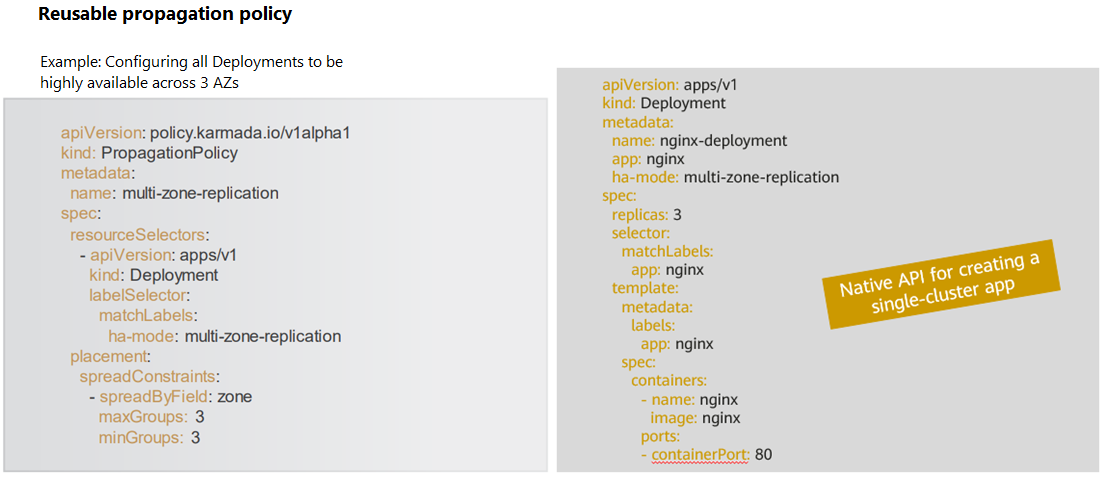 Reusable propagation policy
Example: Configuring all Deployments to be
highly available across 3 AZs
apiVersion: policy.karmada.io/v1alpha1
kind: PropagationPolicy
metadata:
  name: multi-zone-replication
spec:
  resourceSelectors:
    - apiVersion: apps/v1
      kind: Deployment
      labelSelector:
        matchLabels:
          ha-mode: multi-zone-replication
  placement:
    spreadConstraints:
      - spreadByField: zone
        maxGroups: 3
        minGroups: 3
apiVersion: apps/v1
kind: Deployment
metadata:
  name: nginx-deployment
  app: nginx
  ha-mode: multi-zone-replication
spec:
  replicas: 3
  selector:
    matchLabels:
      app: nginx
  template:
    metadata:
      labels:
        app: nginx
    spec:
      containers:
        - name: nginx
          image: nginx
        ports:
        - containerPort: 80
Native API for creating a
single-cluster app